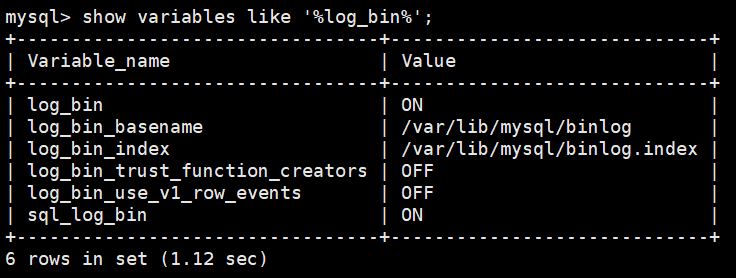 mysql> show variables like '%log_bin%';
+---------------------------------+-----------------------------+
| Variable_name                   | Value                       |
+---------------------------------+-----------------------------+
| log_bin                         | ON                          |
| log_bin_basename                | /var/lib/mysql/binlog       |
| log_bin_index                   | /var/lib/mysql/binlog.index |
| log_bin_trust_function_creators | OFF                         |
| log_bin_use_v1_row_events       | OFF                         |
| sql_log_bin                     | ON                          |
+---------------------------------+-----------------------------+
6 rows in set (1.12 sec)